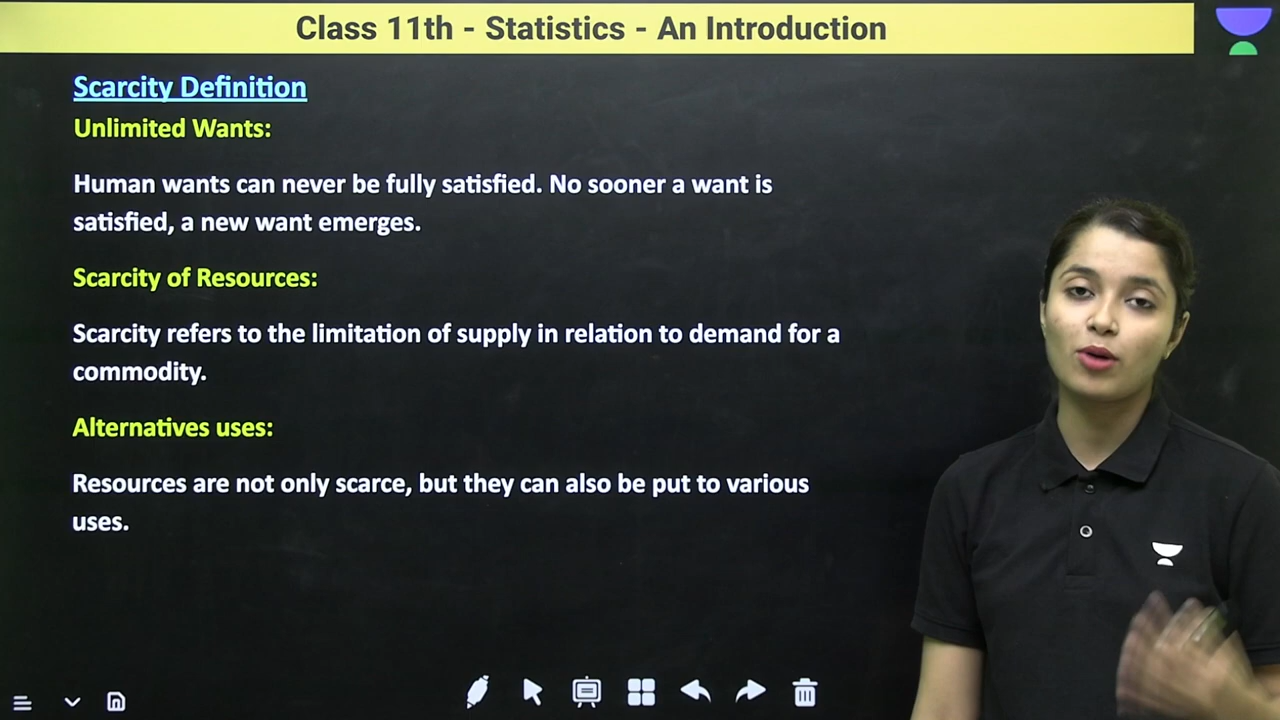 Class 11th - Statistics - An Introduction
Scarcity Definition
Unlimited Wants:
Human wants can never be fully satisfied. No sooner a want is
satisfied, a new want emerges.
Scarcity of Resources:
Scarcity refers to the limitation of supply in relation to demand for a
commodity.
Alternatives uses:
Resources are not only scarce, but they can also be put to various
uses.